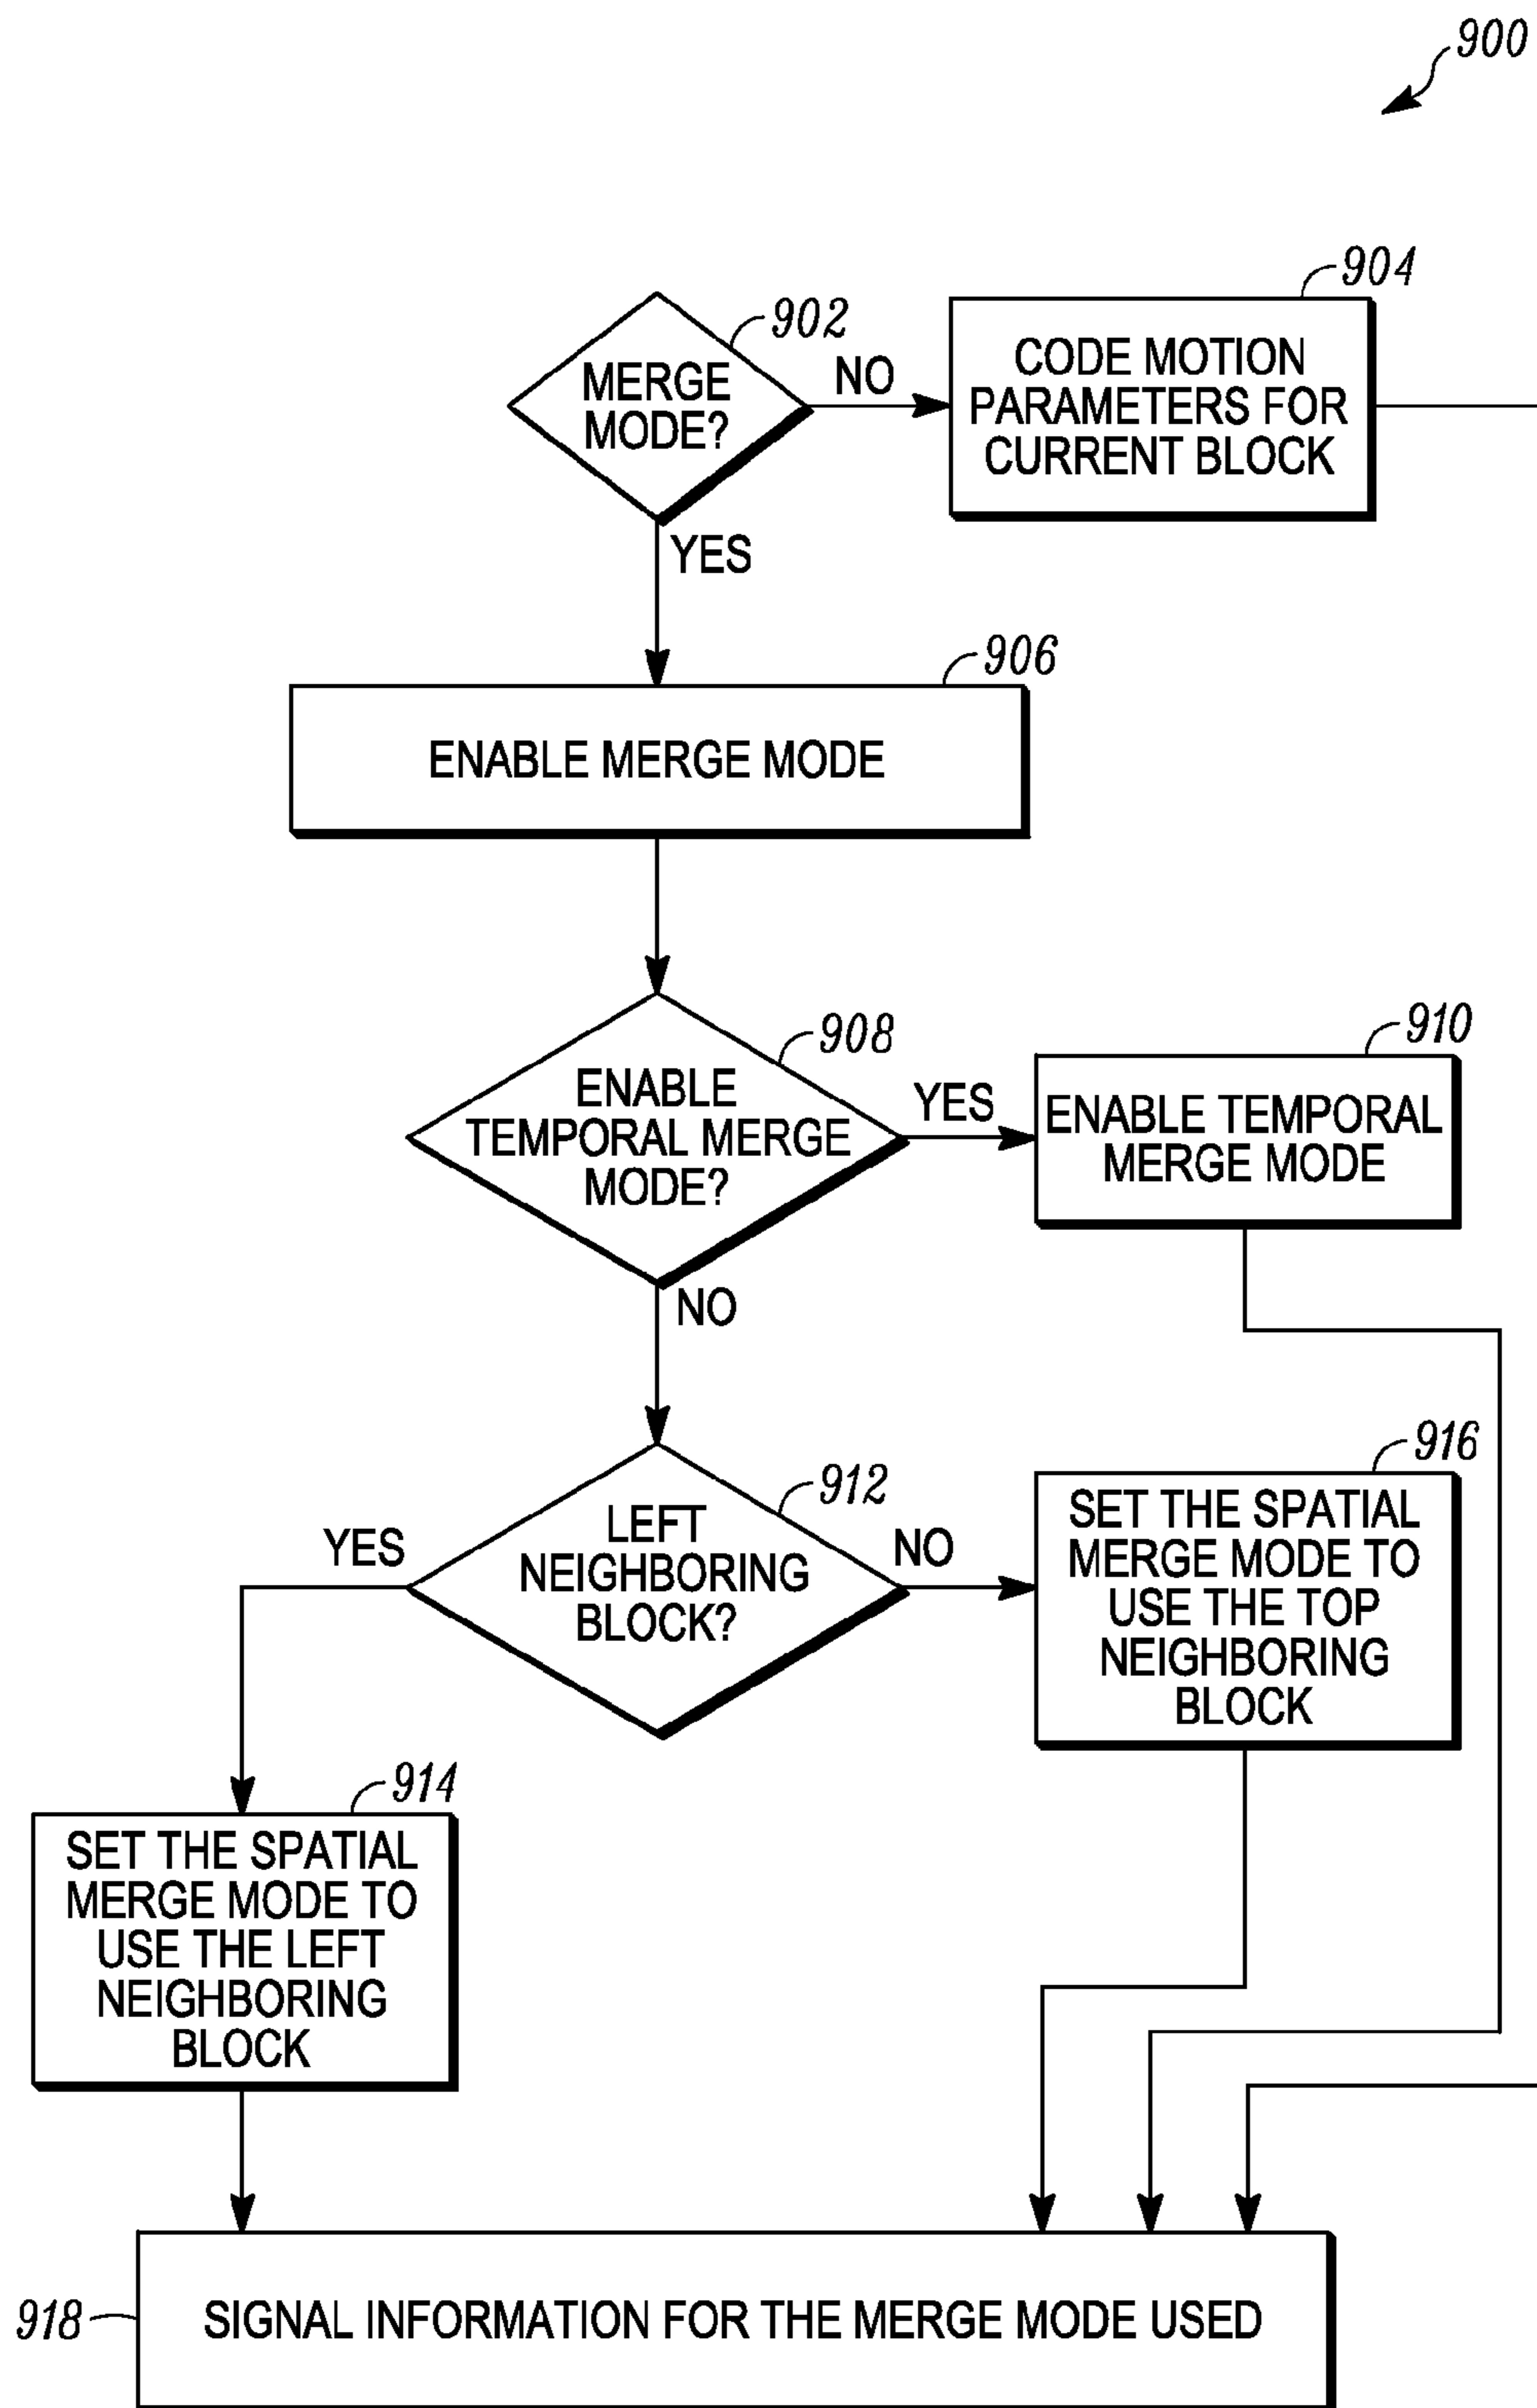 900
902
MERGE
MODE?
NO
904
CODE MOTION
PARAMETERS FOR
CURRENT BLOCK
YES
906
ENABLE MERGE MODE
908
ENABLE
TEMPORAL MERGE
MODE?
YES
910
ENABLE TEMPORAL
MERGE MODE
NO
912
LEFT
NEIGHBORING
BLOCK?
YES
NO
916
SET THE SPATIAL
MERGE MODE TO
USE THE TOP
NEIGHBORING
BLOCK
914
SET THE SPATIAL
MERGE MODE TO
USE THE LEFT
NEIGHBORING
BLOCK
918
SIGNAL INFORMATION FOR THE MERGE MODE USED